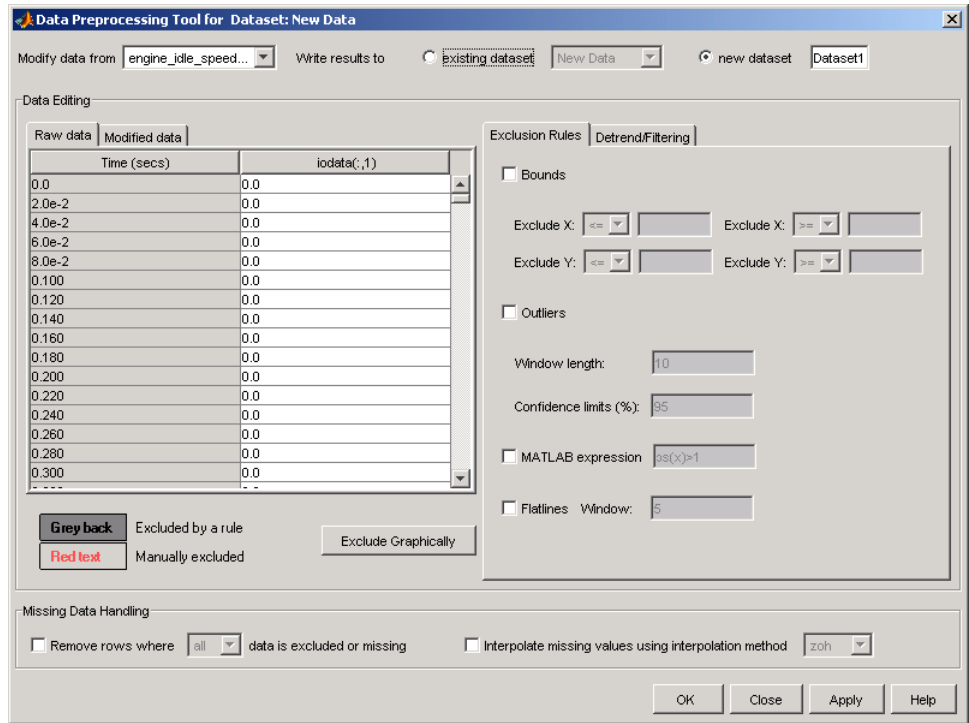 Data Preprocessing Tool for Dataset: New Data
Modify data from engine_idle_speed... Write results to existing dataset New Data new dataset Dataset1
Data Editing
Raw data Modified data
Time (secs) iodata(:,1)
0.0 0.0
2.0e-2 0.0
4.0e-2 0.0
6.0e-2 0.0
8.0e-2 0.0
0.100 0.0
0.120 0.0
0.140 0.0
0.160 0.0
0.180 0.0
0.200 0.0
0.220 0.0
0.240 0.0
0.260 0.0
0.280 0.0
0.300 0.0
Grey back Excluded by a rule
Red text Manually excluded
Exclude Graphically
Exclusion Rules Detrend/Filtering
Bounds
Exclude X: <= Exclude X: >=
Exclude Y: <= Exclude Y: >=
Outliers
Window length: 10
Confidence limits (%): 95
MATLAB expression os(x)>1
Flatlines Window: 5
Missing Data Handling
Remove rows where all data is excluded or missing Interpolate missing values using interpolation method zoh
OK Close Apply Help